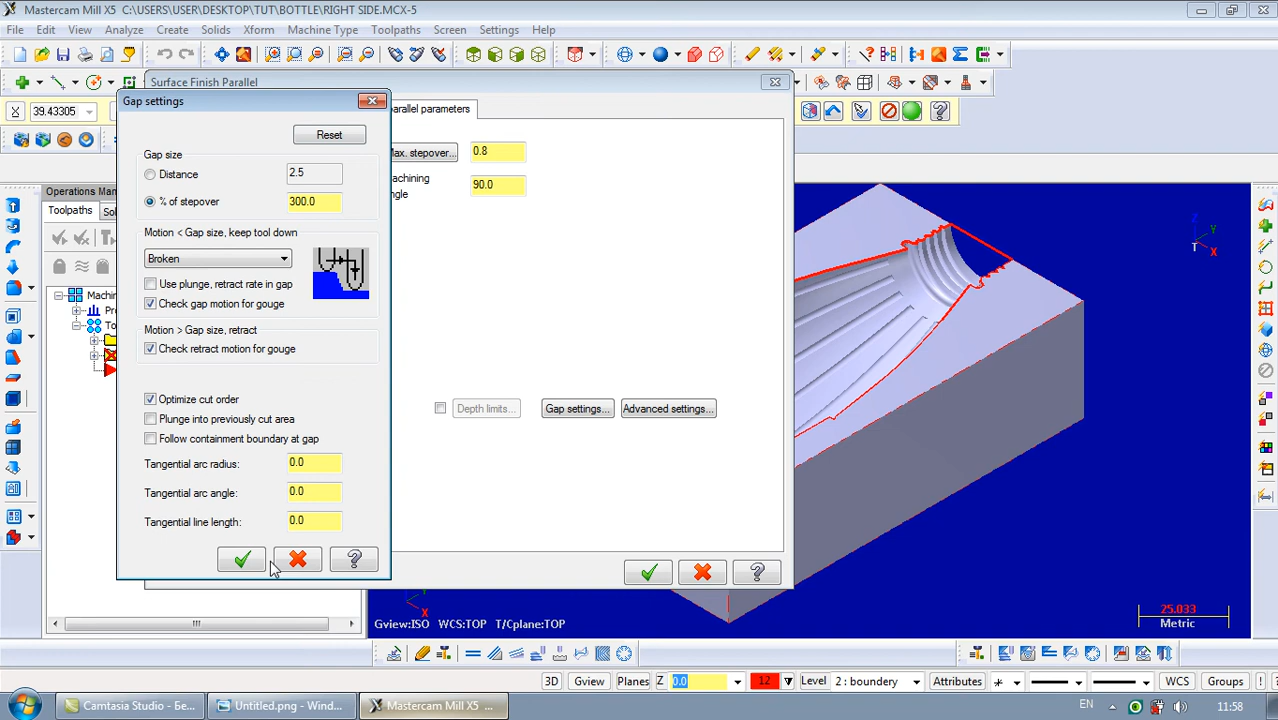 Mastercam Mill X5 C:\USERS\USER\DESKTOP\TUT\BOTTLE\RIGHT SIDE.MCX-5
File Edit View Analyze Create Solids Xform Machine Type Toolpaths Screen Settings Help
Surface Finish Parallel
Gap settings
X 39.43305
parallel parameters
Reset
Gap size
Distance 2.5
% of stepover 300.0
Max. stepover... 0.8
90.0
Motion < Gap size, keep tool down
Broken
Use plunge, retract rate in gap
Check gap motion for gouge
Motion > Gap size, retract
Check retract motion for gouge
Optimize cut order
Plunge into previously cut area
Follow containment boundary at gap
Tangential arc radius: 0.0
Tangential arc angle: 0.0
Tangential line length: 0.0
Depth limits... Gap settings... Advanced settings...
Operations Man
Toolpaths So
Machin
Pr
To
Z
Y
X
T
X
Gview:ISO WCS:TOP T/Cplane:TOP
25.033
Metric
3D Gview Planes Z 0.0 12 Level 2 : boundary Attributes WCS Groups
Camtasia Studio - Бе...
Untitled.png - Wind...
Mastercam Mill X5 ...
EN 11:58